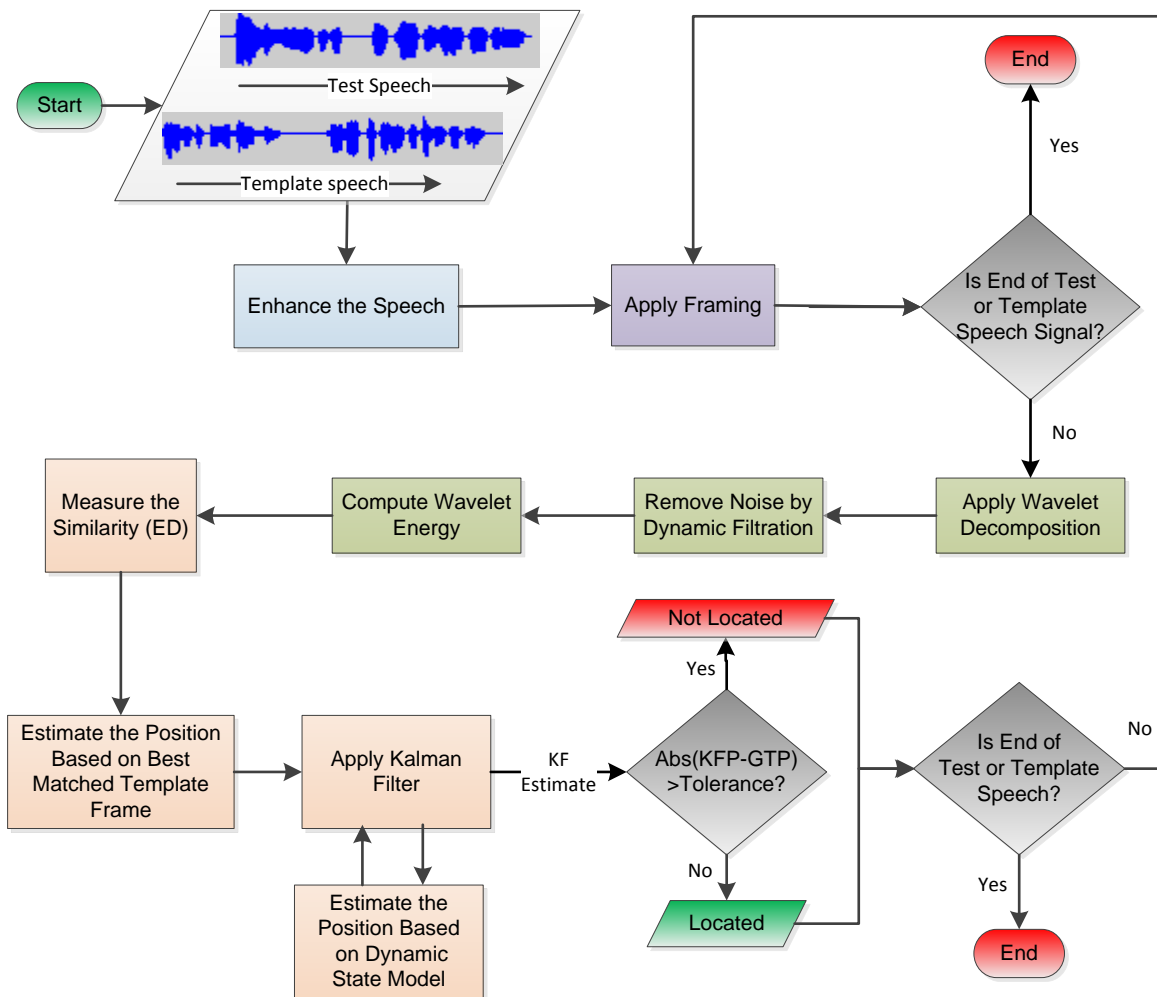 Start
Test Speech
Template speech
End
Yes
Enhance the Speech
Apply Framing
Is End of Test
or Template
Speech Signal?
No
Measure the
Similarity (ED)
Compute Wavelet
Energy
Remove Noise by
Dynamic Filtration
Apply Wavelet
Decomposition
Not Located
Yes
Estimate the Position
Based on Best
Matched Template
Frame
Apply Kalman
Filter
KF
Estimate
Abs(KFP-GTP)
>Tolerance?
Is End of
Test or Template
Speech?
No
No
Yes
Estimate the
Position Based
on Dynamic
State Model
Located
End